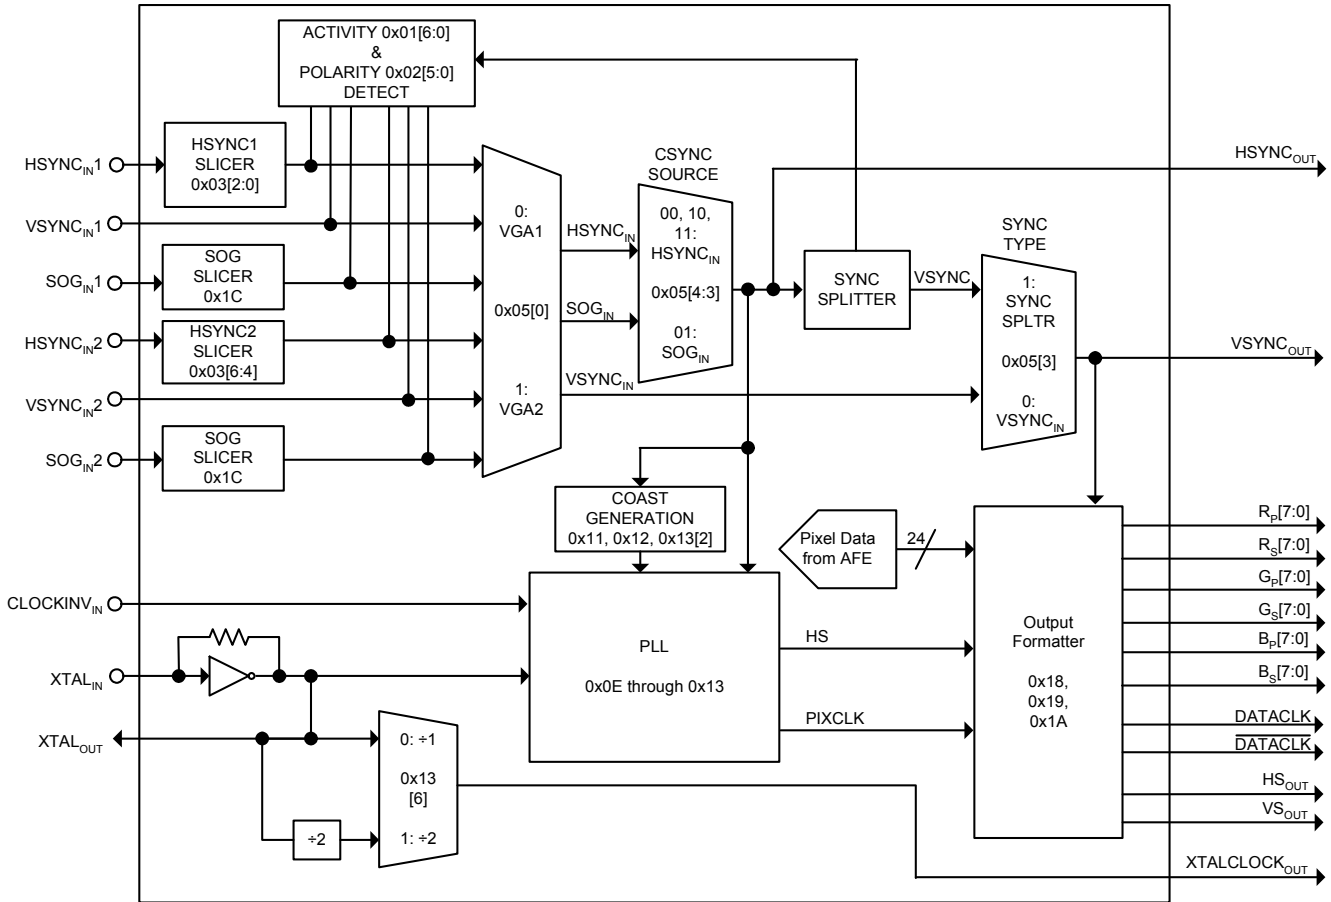 ACTIVITY 0x01[6:0]
&
POLARITY 0x02[5:0]
DETECT
HSYNCIN1
HSYNC1
SLICER
0x03[2:0]
VSYNCIN1
SOGIN1
SOG
SLICER
0x1C
HSYNCIN2
HSYNC2
SLICER
0x03[6:4]
VSYNCIN2
SOGIN2
SOG
SLICER
0x1C
0:
VGA1
0x05[0]
1:
VGA2
HSYNCIN
SOGIN
VSYNCIN
CSYNC
SOURCE
00, 10,
11:
HSYNCIN
0x05[4:3]
01:
SOGIN
SYNC
SPLITTER
VSYNC
SYNC
TYPE
1:
SYNC
SPLTR
0x05[3]
0:
VSYNCIN
HSYNCOUT
VSYNCOUT
COAST
GENERATION
0x11, 0x12, 0x13[2]
Pixel Data
from AFE
24
CLOCKINVIN
XTALIN
XTALOUT
PLL
0x0E through 0x13
HS
PIXCLK
Output
Formatter
0x18,
0x19,
0x1A
RP[7:0]
RS[7:0]
GP[7:0]
GS[7:0]
BP[7:0]
BS[7:0]
DATACLK
DATACLK
HSOUT
VSOUT
XTALCLOCKOUT
0: ÷1
0x13
[6]
1: ÷2
÷2